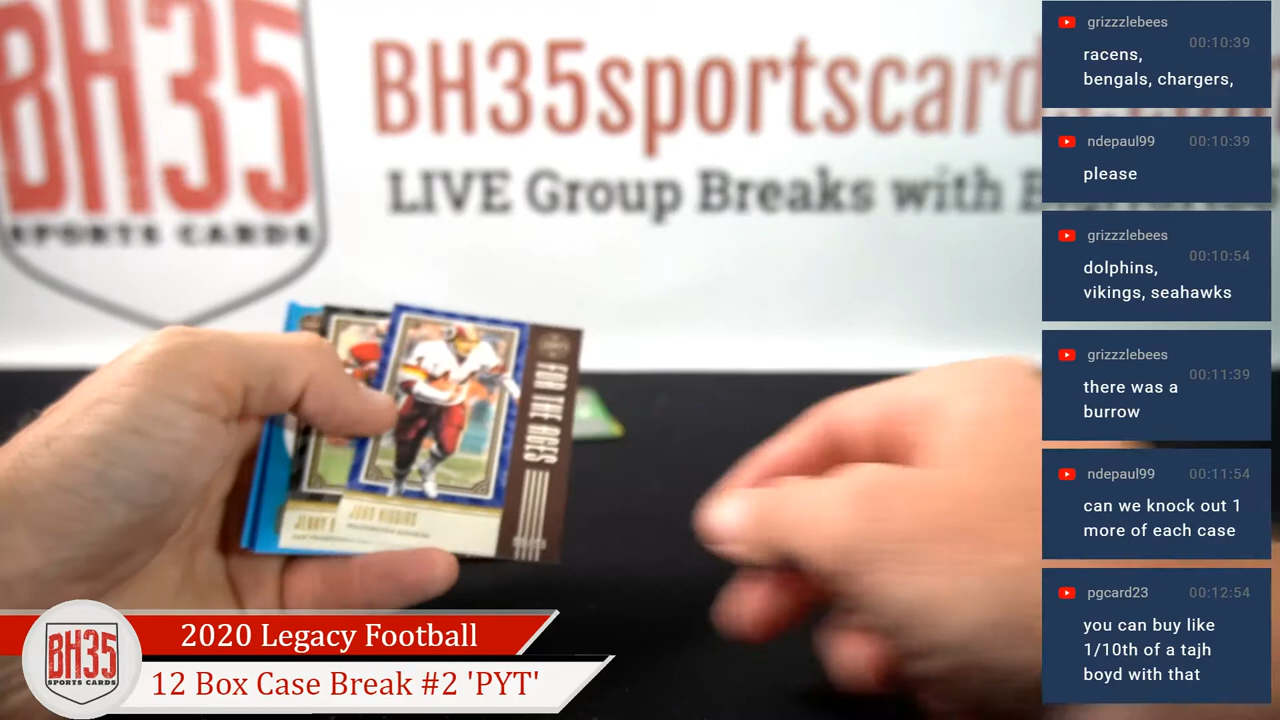 BH35
SPORTS CARDS
BH35sportscard
LIVE Group Breaks with
FOR THE AGES
JOHN RIGGINS
JERRY
2020 Legacy Football
12 Box Case Break #2 'PYT'
BH35
SPORTS CARDS
grizzzlebees
00:10:39
racens,
bengals, chargers,
ndepaul99 00:10:39
please
grizzzlebees
00:10:54
dolphins,
vikings, seahawks
grizzzlebees
00:11:39
there was a
burrow
ndepaul99 00:11:54
can we knock out 1
more of each case
pgcard23 00:12:54
you can buy like
1/10th of a tajh
boyd with that